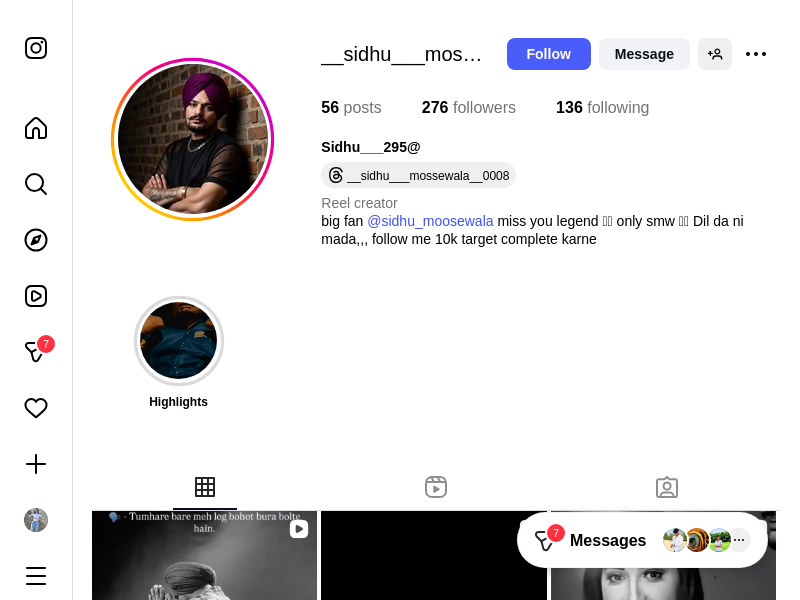 __sidhu___mos...
Follow
Message
56 posts
276 followers
136 following
Sidhu___295@
__sidhu___mossewala__0008
Reel creator
big fan @sidhu_moosewala miss you legend only smw Dil da ni
mada,,, follow me 10k target complete karne
7
Highlights
- Tumhare bare meh log bohot bura bolte
hain.
7
Messages